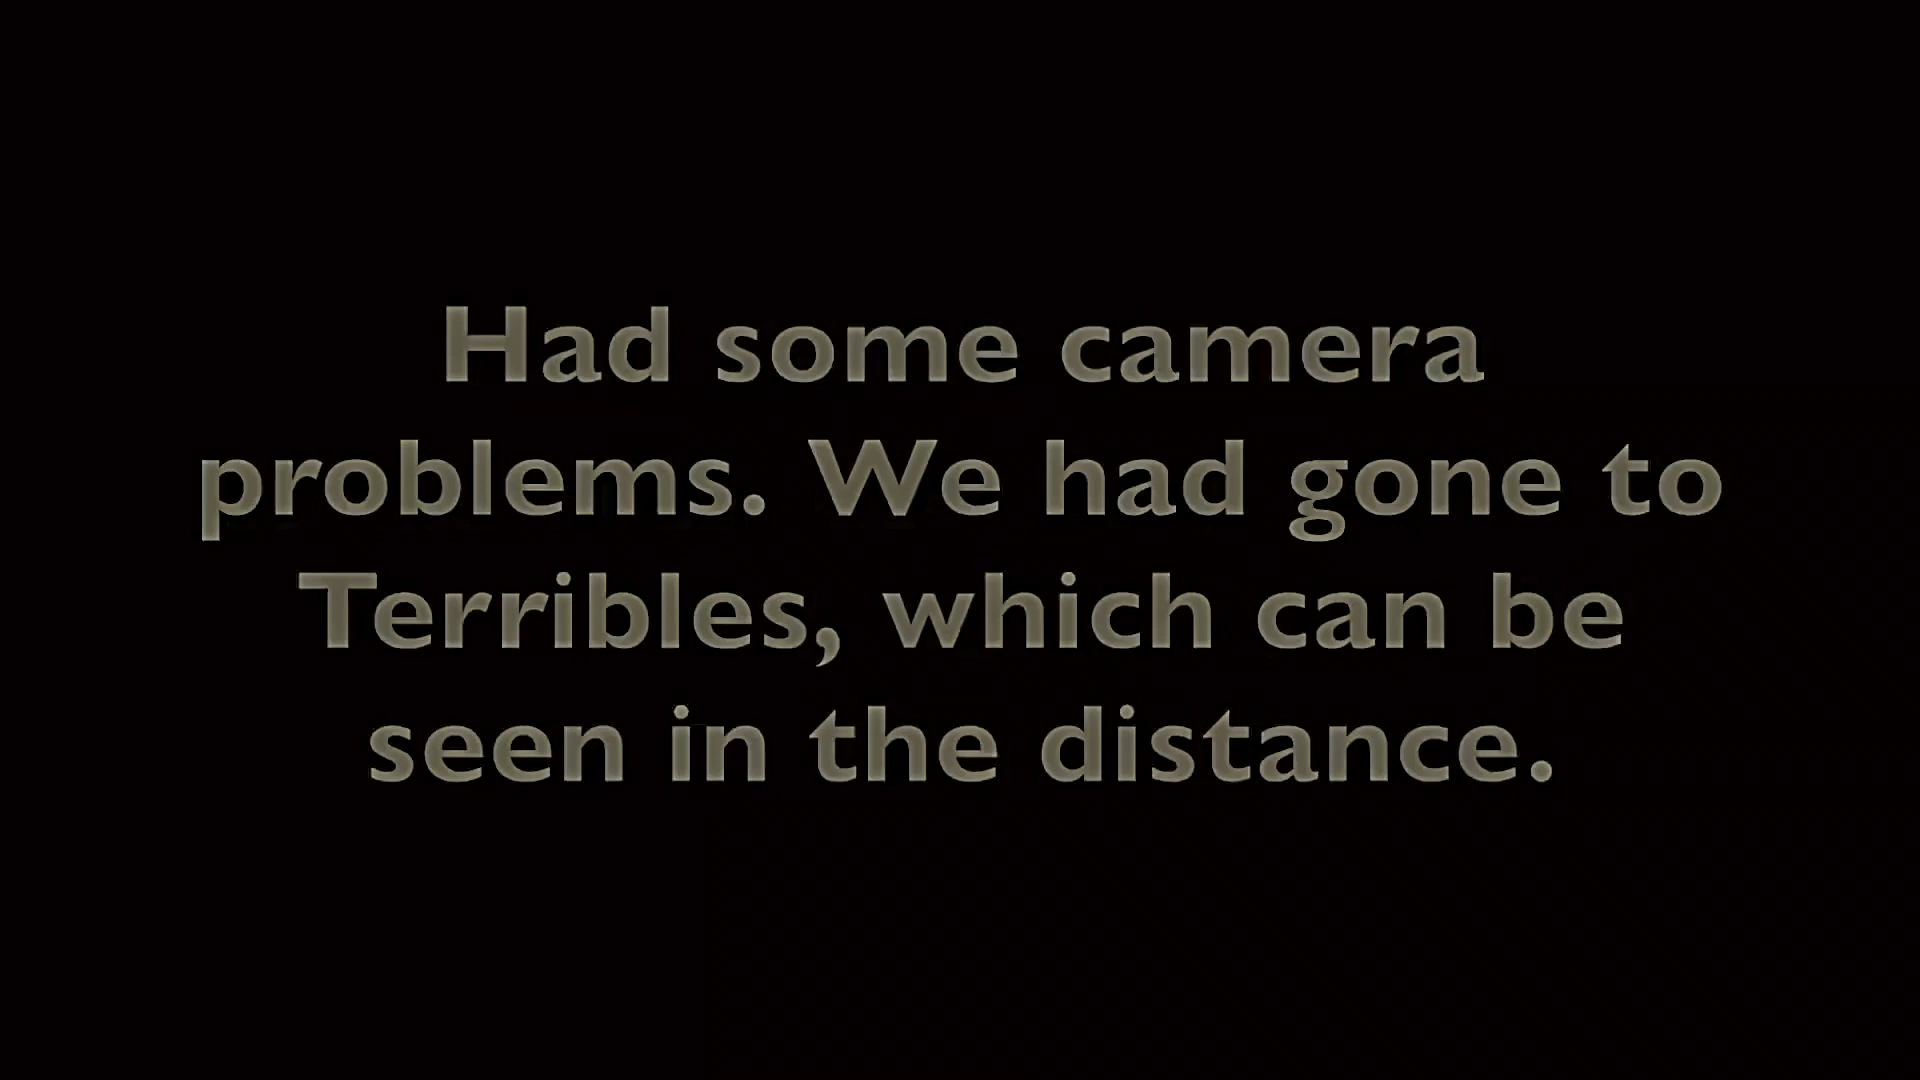 Had some camera
problems. We had gone to
Terribles, which can be
seen in the distance.